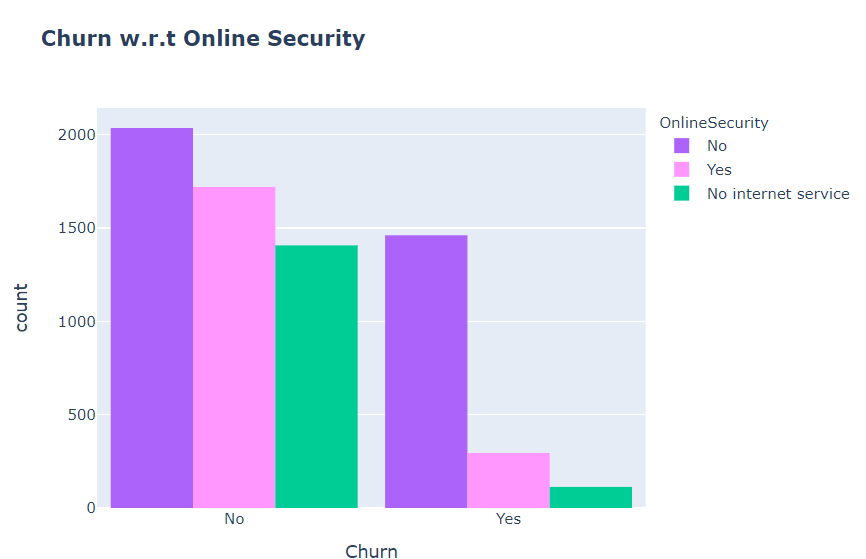 Churn w.r.t Online Security
OnlineSecurity
No
Yes
No internet service
count
2000
1500
1000
500
0
No
Yes
Churn